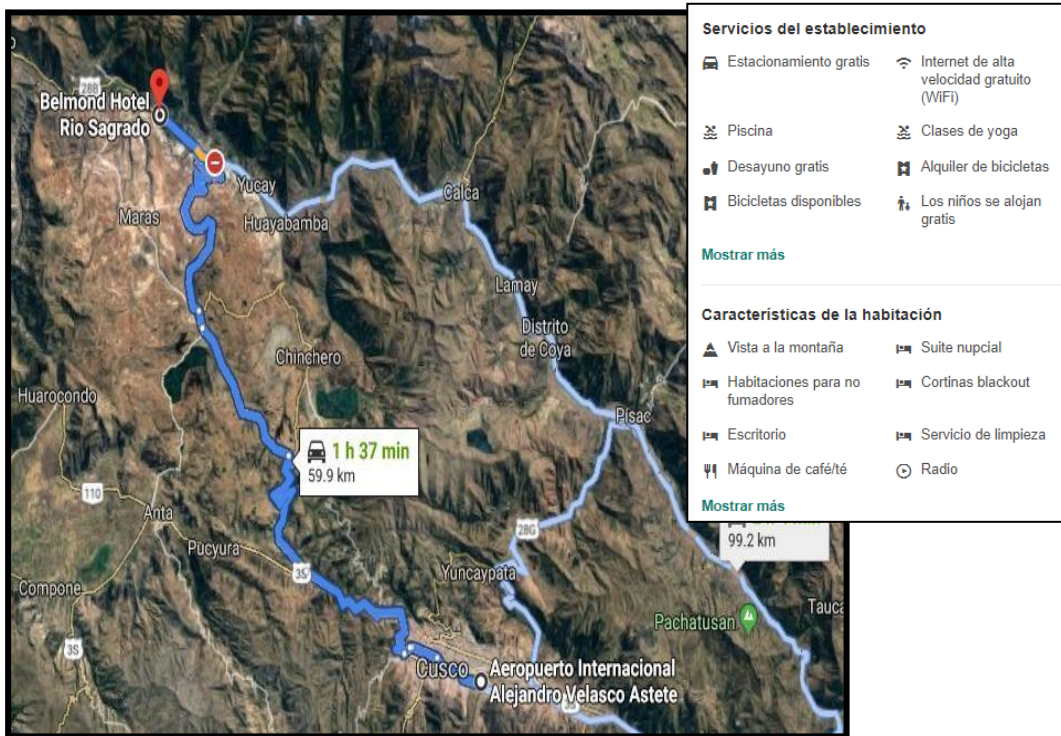 28B
Belmond Hotel
Rio Sagrado
Yucay
Maras
Huayabamba
Calca
Lamay
Distrito
de Coya
Chinchero
Huarocondo
Písac
1 h 37 min
59.9 km
110
Anta
Pucyura
28G
99.2 km
3S
Yuncaypata
Compone
Tauca
Pachatusan
3S
Cusco
Aeropuerto Internacional
Alejandro Velasco Astete
3S
Servicios del establecimiento
Estacionamiento gratis
Internet de alta
velocidad gratuito
(WiFi)
Piscina
Clases de yoga
Desayuno gratis
Alquiler de bicicletas
Bicicletas disponibles
Los niños se alojan
gratis
Mostrar más
Características de la habitación
Vista a la montaña
Suite nupcial
Habitaciones para no
fumadores
Cortinas blackout
Escritorio
Servicio de limpieza
Máquina de café/té
Radio
Mostrar más